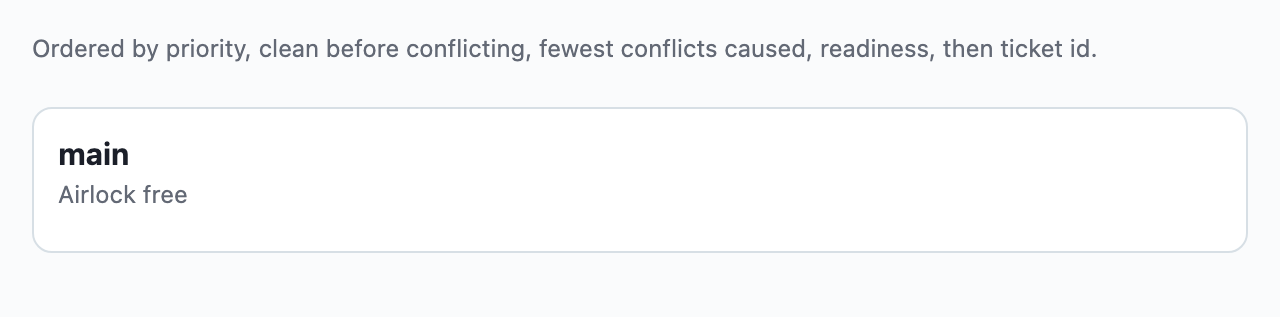 Ordered by priority, clean before conflicting, fewest conflicts caused, readiness, then ticket id.
main
Airlock free